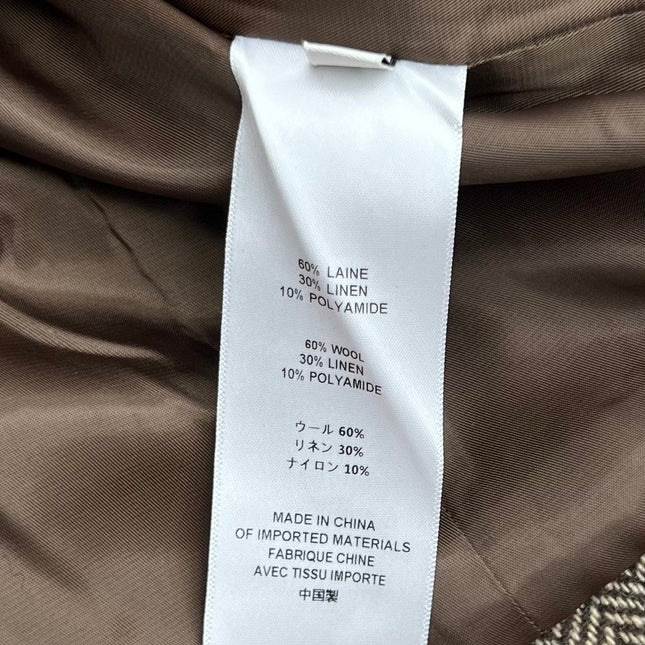 60% LAINE
30% LINEN
10% POLYAMIDE
60% WOOL
30% LINEN
10% POLYAMIDE
ウール 60%
リネン 30%
ナイロン 10%
MADE IN CHINA
OF IMPORTED MATERIALS
FABRIQUE CHINE
AVEC TISSU IMPORTE
中国製